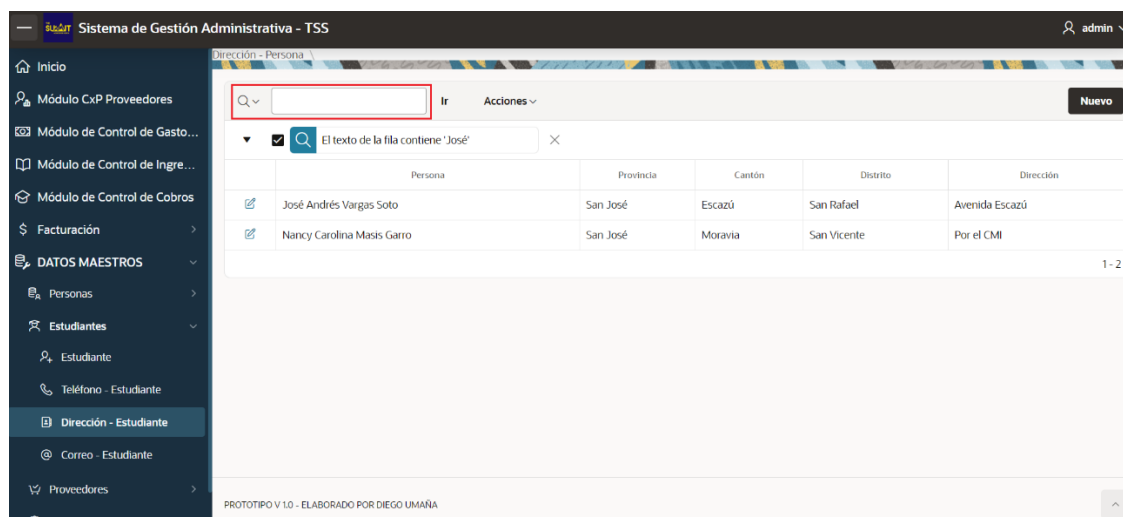 Sistema de Gestión Administrativa - TSS
admin
Inicio
Módulo CxP Proveedores
Módulo de Control de Gasto...
Módulo de Control de Ingre...
Módulo de Control de Cobros
$ Facturación
DATOS MAESTROS
Personas
Estudiantes
Estudiante
Teléfono - Estudiante
Dirección - Estudiante
Correo - Estudiante
Proveedores
Dirección - Persona \
Ir Acciones Nuevo
El texto de la fila contiene 'José'
Persona Provincia Cantón Distrito Dirección
José Andrés Vargas Soto San José Escazú San Rafael Avenida Escazú
Nancy Carolina Masis Garro San José Moravia San Vicente Por el CMI
1 - 2
PROTOTIPO V 1.0 - ELABORADO POR DIEGO UMAÑA